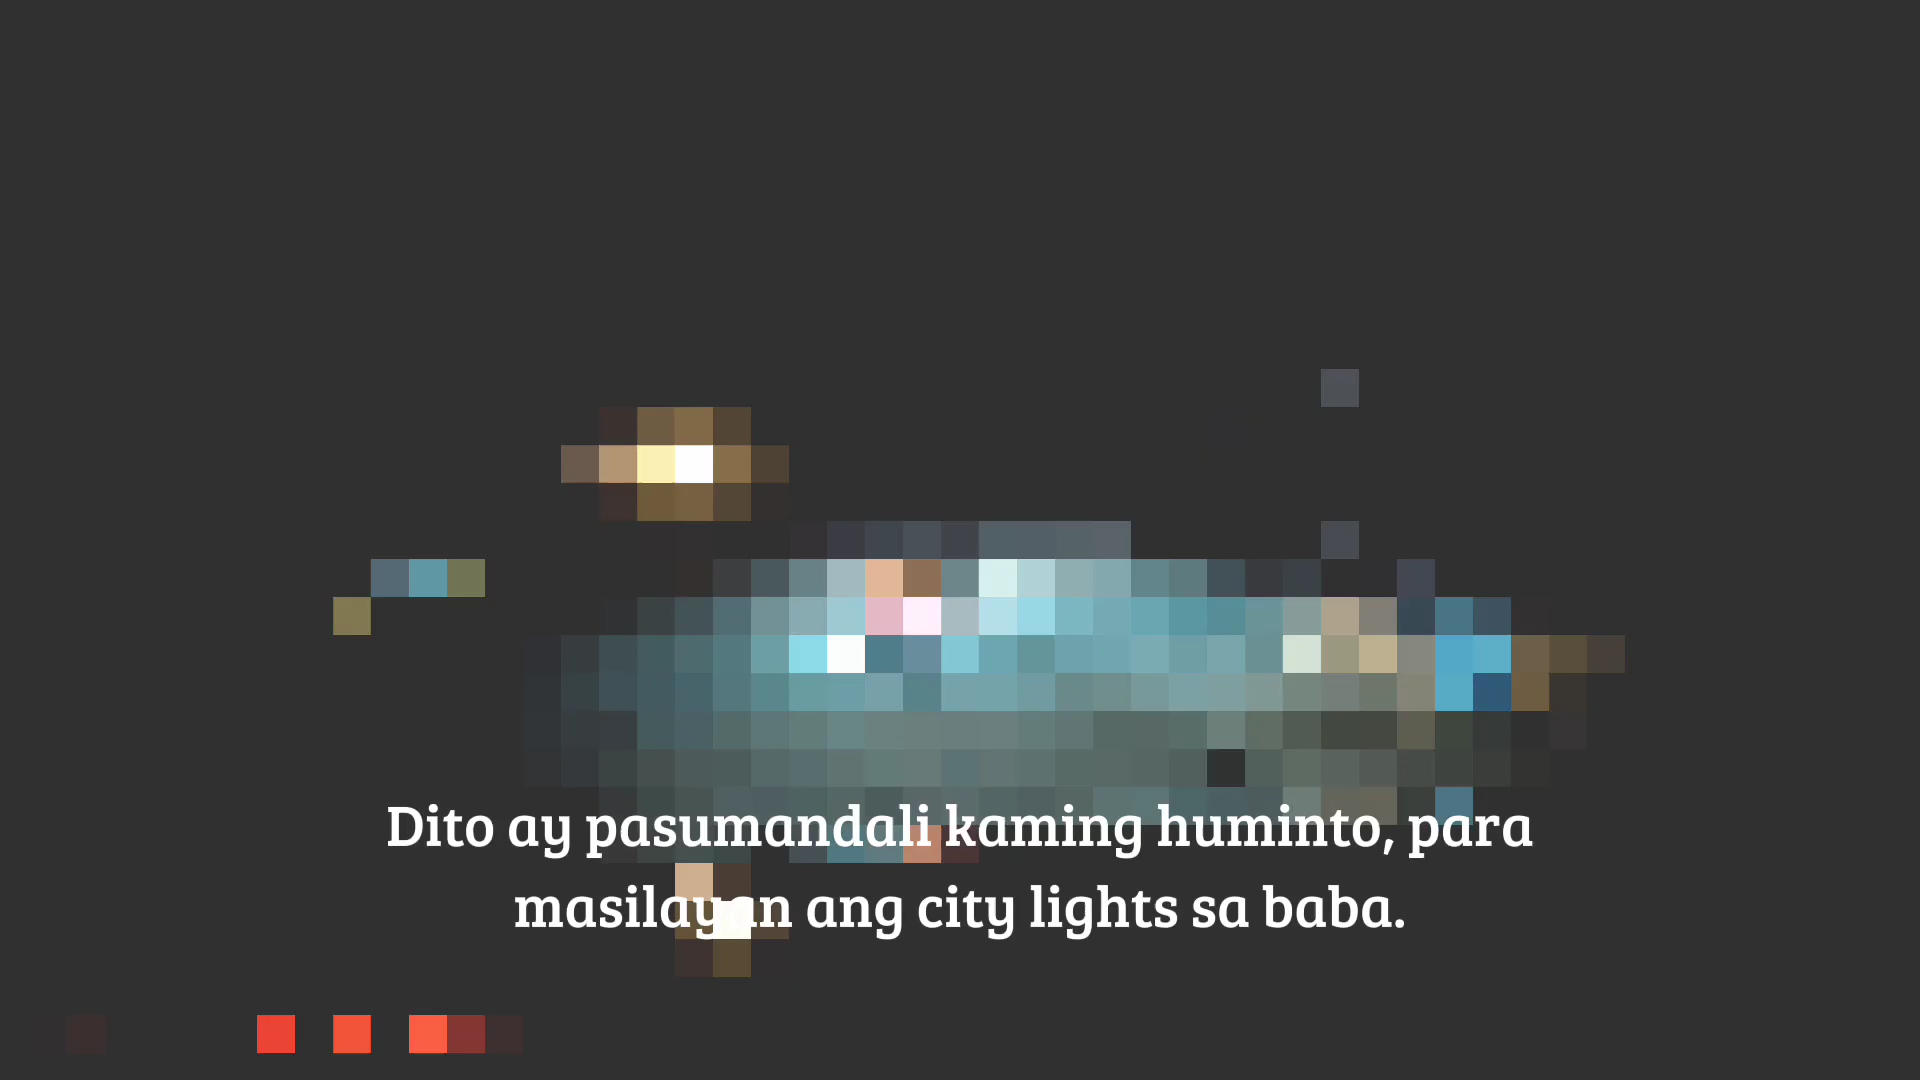 Dito ay pasumandali kaming huminto, para
masilayan ang city lights sa baba.